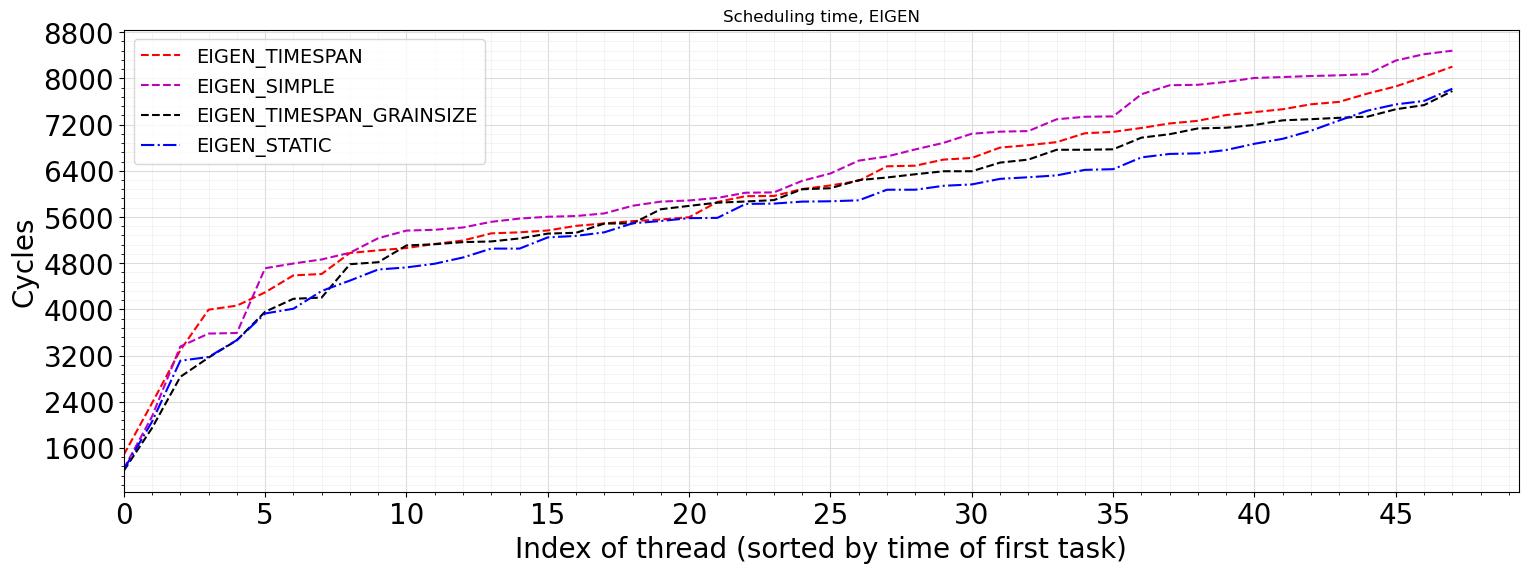 Scheduling time, EIGEN
EIGEN_TIMESPAN
EIGEN_SIMPLE
EIGEN_TIMESPAN_GRAINSIZE
EIGEN_STATIC
Cycles
8800
8000
7200
6400
5600
4800
4000
3200
2400
1600
0 5 10 15 20 25 30 35 40 45
Index of thread (sorted by time of first task)